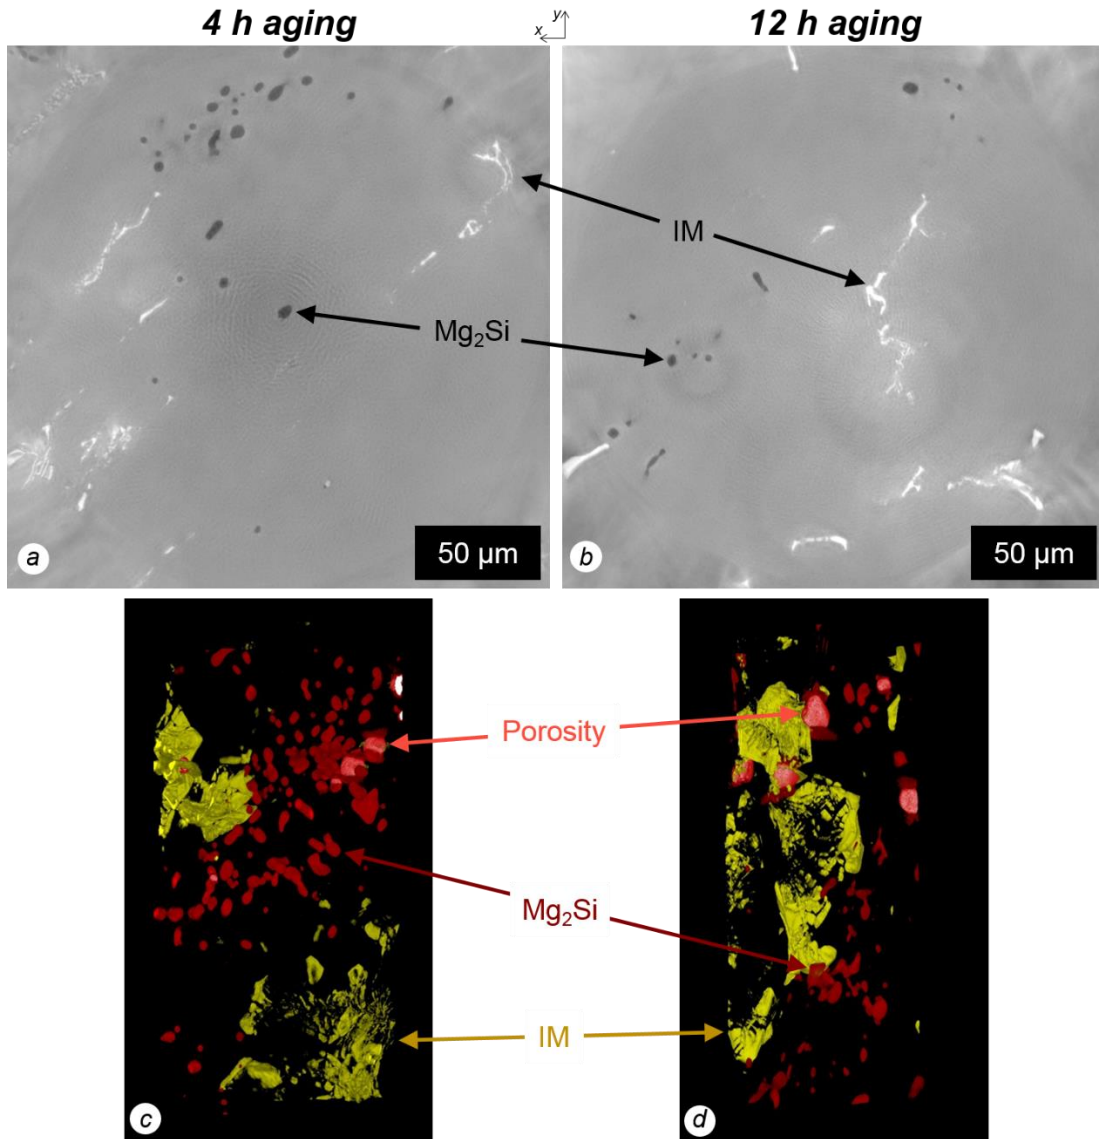 4 h aging
y
x
12 h aging
IM
Mg₂Si
a
50 µm
b
50 µm
Porosity
Mg₂Si
IM
c
d